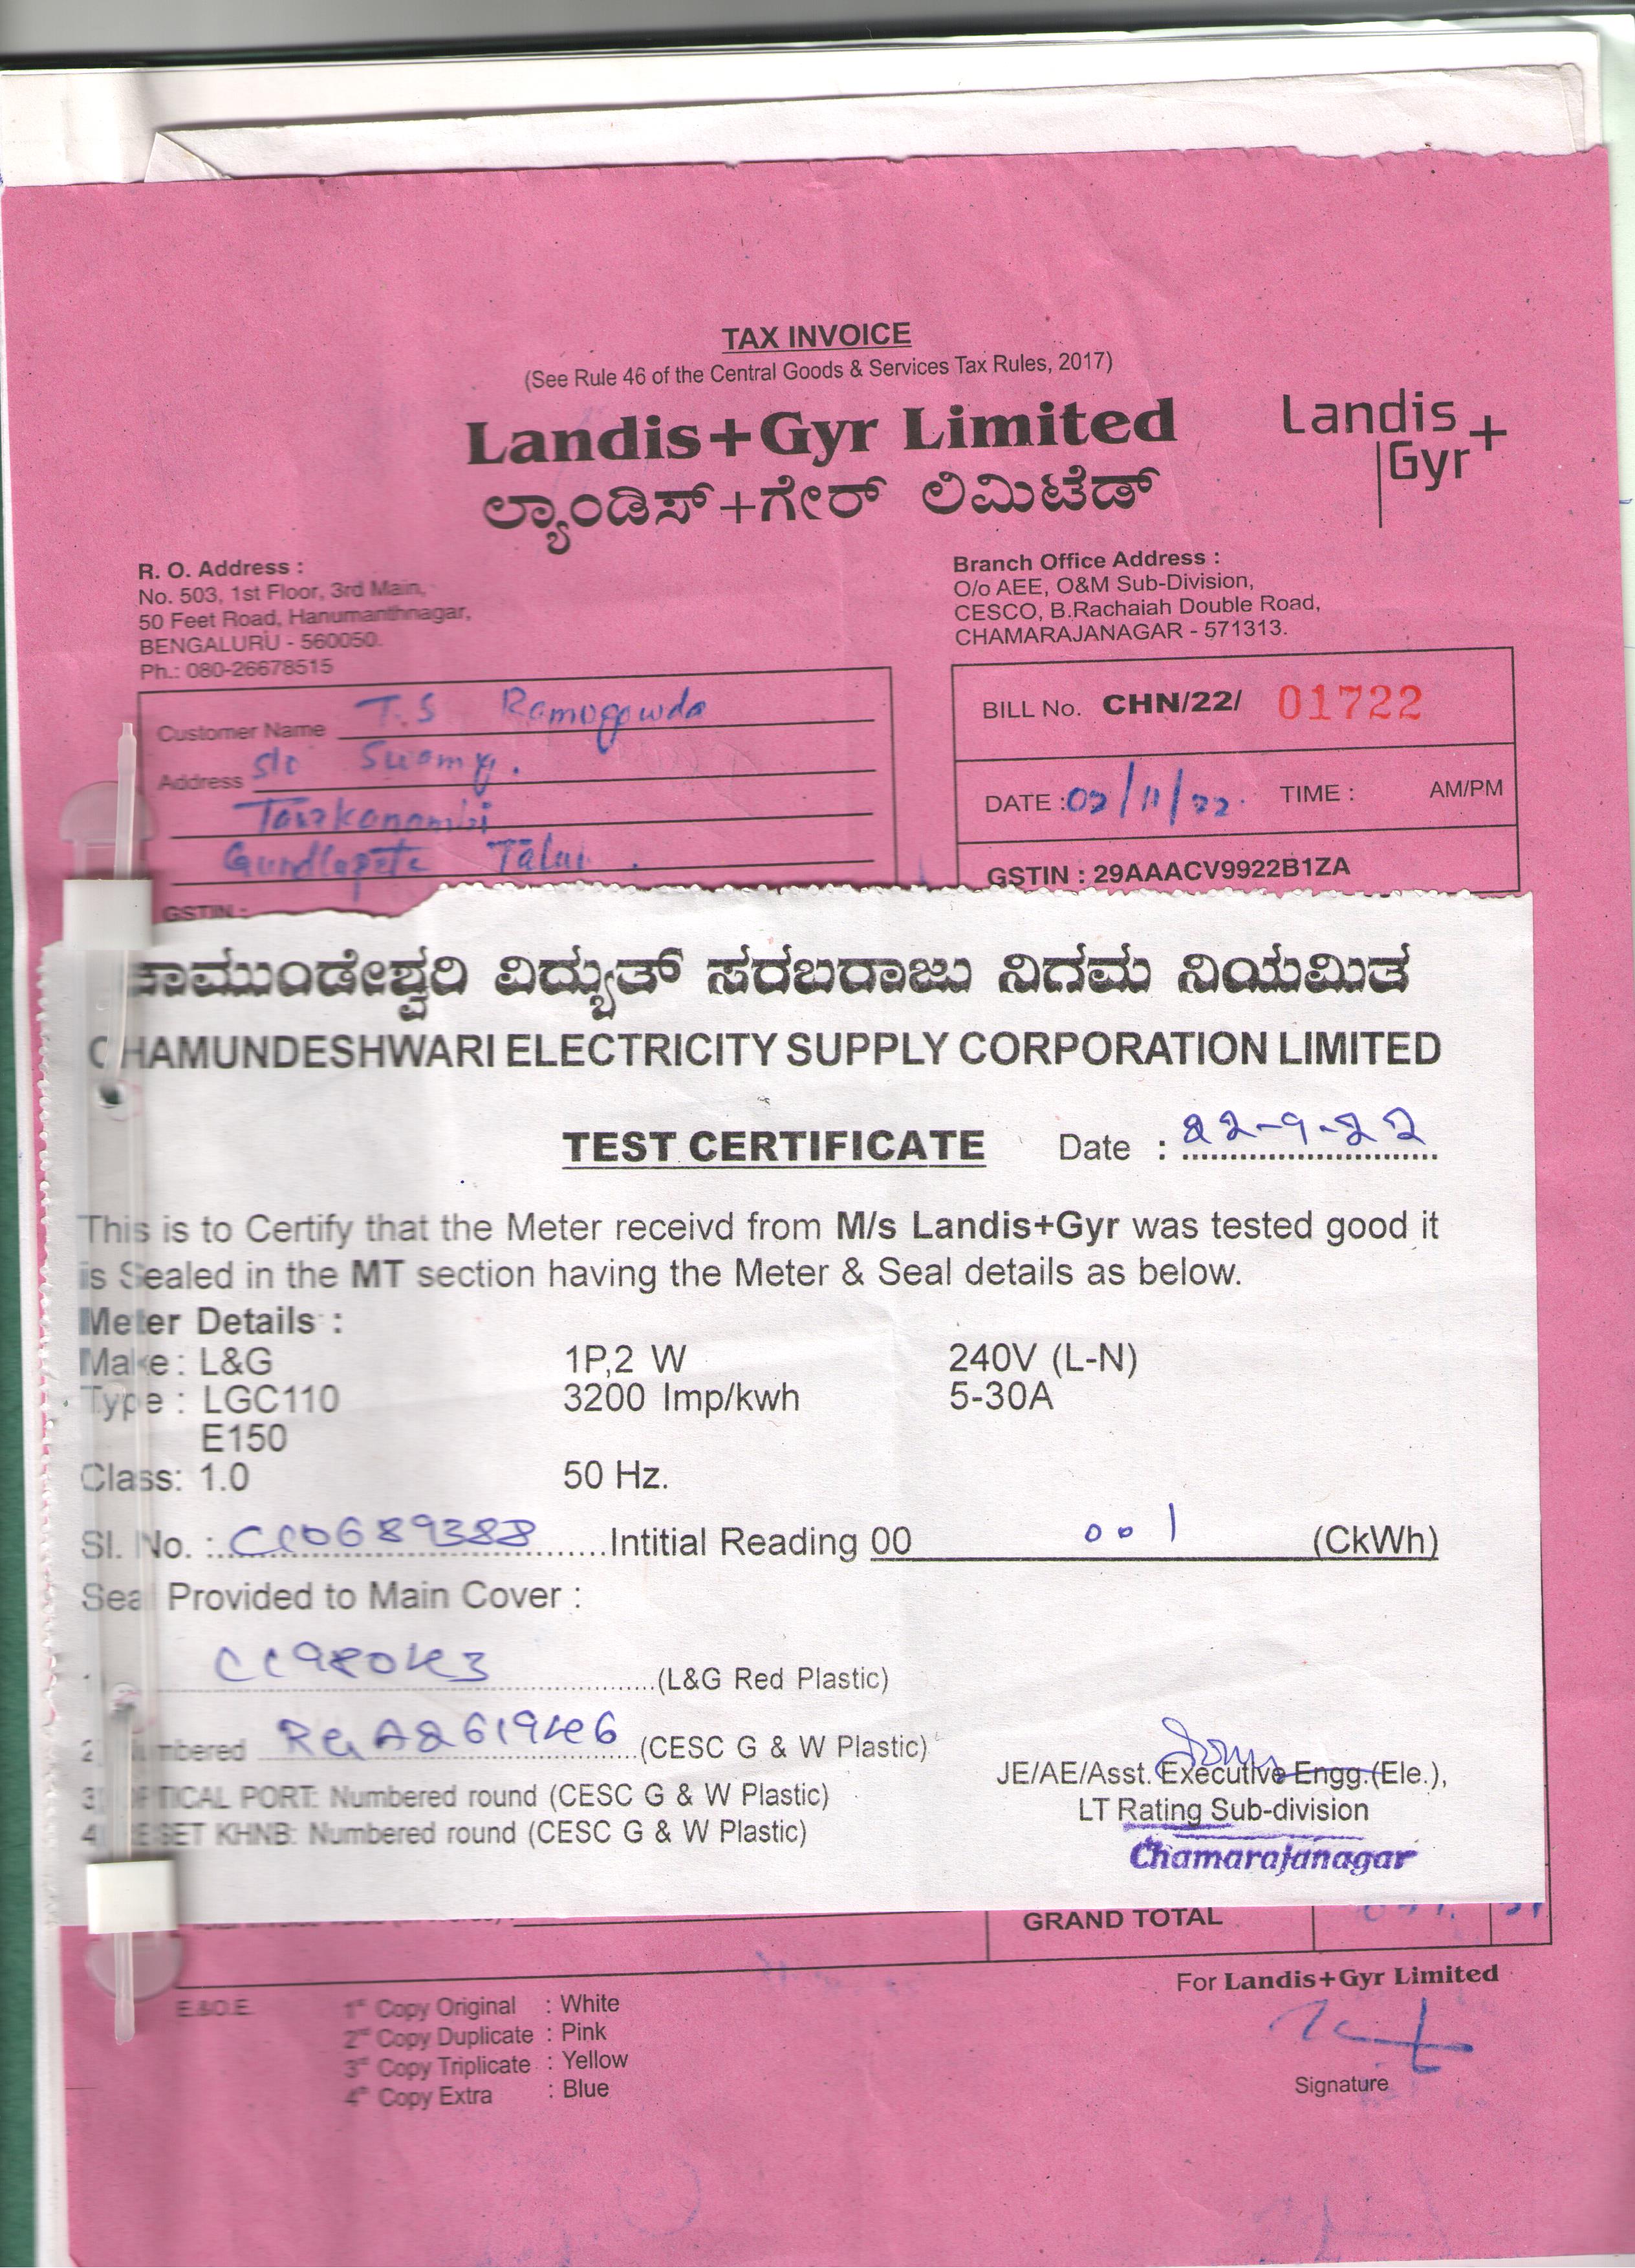 TAX INVOICE
(See Rule 46 of the Central Goods & Services Tax Rules, 2017)
Landis+Gyr Limited
ಲ್ಯಾಂಡಿಸ್+ಗೇರ್ ಲಿಮಿಟೆಡ್
Landis
Gyr+
R. O. Address :
No. 503, 1st Floor, 3rd Main,
50 Feet Road, Hanumanthnagar,
BENGALURU - 560050.
Ph.: 080-26678515
Branch Office Address :
O/o AEE, O&M Sub-Division,
CESCO, B.Rachaiah Double Road,
CHAMARAJANAGAR - 571313.
Customer Name T.S Ramogowda
Address s/o Swamy.
Gundlupete Taluk.
GSTIN :
BILL No. CHN/22/ 01722
DATE : 02/11/22. TIME : AM/PM
GSTIN : 29AAACV9922B1ZA
ಚಾಮುಂಡೇಶ್ವರಿ ವಿದ್ಯುತ್ ಸರಬರಾಜು ನಿಗಮ ನಿಯಮಿತ
CHAMUNDESHWARI ELECTRICITY SUPPLY CORPORATION LIMITED
TEST CERTIFICATE Date : 22-9-22
This is to Certify that the Meter receivd from M/s Landis+Gyr was tested good it
is Sealed in the MT section having the Meter & Seal details as below.
Meter Details :
Make : L&G 1P,2 W 240V (L-N)
Type : LGC110 3200 Imp/kwh 5-30A
E150
Class: 1.0 50 Hz.
Sl. No. : CC0689388 Intitial Reading 00 001 (CkWh)
Seal Provided to Main Cover :
(L&G Red Plastic)
(CESC G & W Plastic)
3) OPTICAL PORT: Numbered round (CESC G & W Plastic)
4) RESET KHNB: Numbered round (CESC G & W Plastic)
JE/AE/Asst. Executive Engg.(Ele.),
LT Rating Sub-division
Chamarajanagar
GRAND TOTAL
For Landis+Gyr Limited
E.&O.E.
1st Copy Original : White
2nd Copy Duplicate : Pink
3rd Copy Triplicate : Yellow
4th Copy Extra : Blue
Signature